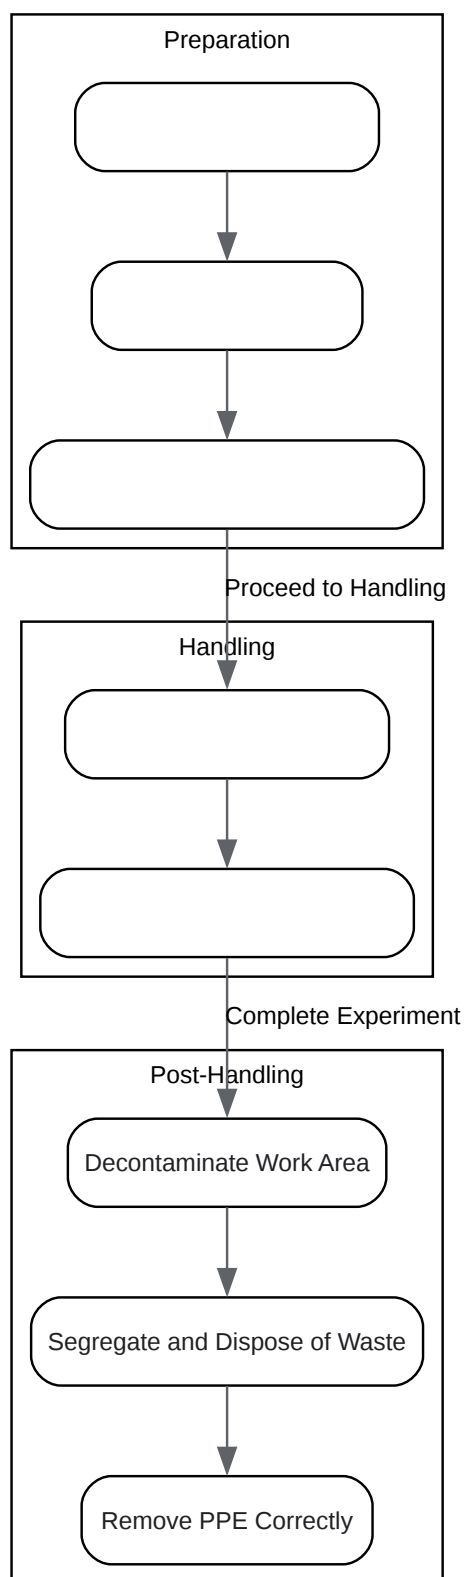 Preparation
Proceed to Handling
Handling
Complete Experiment
Post-Handling
Decontaminate Work Area
Segregate and Dispose of Waste
Remove PPE Correctly